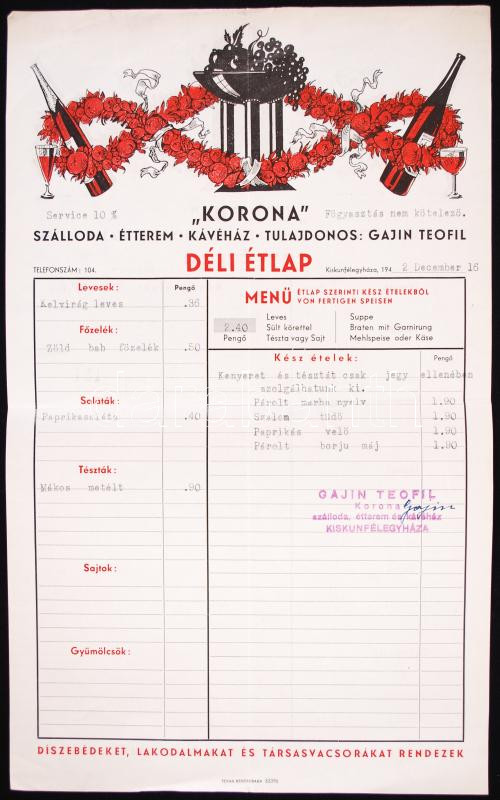 Service 10 %
„KORONA”
Fögyasztás nem kötelező.
SZÁLLODA · ÉTTEREM · KÁVÉHÁZ · TULAJDONOS: GAJIN TEOFIL
TELEFONSZÁM: 104.
DÉLI ÉTLAP
Kiskunfélegyháza, 194 2 December 16
Levesek: Pengő
Kelvirág leves .36
Főzelék:
Zöld bab főzelék .50
Saláták:
Paprikasaláta .40
Tészták:
Mákos metélt .90
Sajtok:
Gyümölcsök:
MENÜ ÉTLAP SZERINTI KÉSZ ÉTELEKBŐL
VON FERTIGEN SPEISEN
2.40
Pengő
Leves
Sült körettel
Tészta vagy Sajt
Suppe
Braten mit Garnirung
Mehlspeise oder Käse
Kész ételek: Pengő
Kenyeret és tésztát csak jegy ellenében
szolgálhatunk ki.
Párolt marha nyelv 1.90
Szalon tüdő 1.90
Paprikás velő 1.90
Párolt borju máj 1.90
GAJIN TEOFIL
Korona
Gajin
szálloda, étterem és kávéház
KISKUNFÉLEGYHÁZA
DÍSZEBÉDEKET, LAKODALMAKAT ÉS TÁRSASVACSORÁKAT RENDEZEK